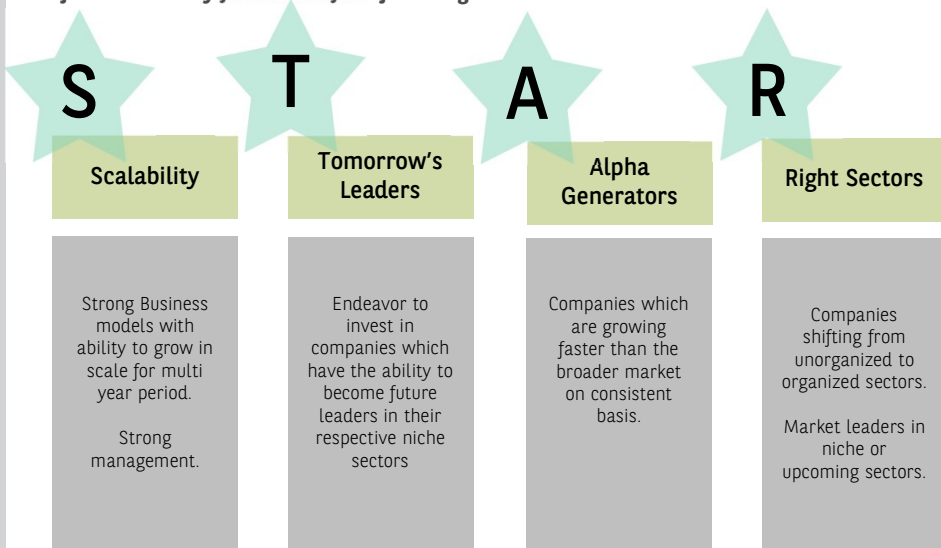 S
T
A
R
Scalability
Tomorrow's
Leaders
Alpha
Generators
Right Sectors
Strong Business
models with
ability to grow in
scale for multi
year period.
Strong
management.
Endeavor to
invest in
companies which
have the ability to
become future
leaders in their
respective niche
sectors
Companies which
are growing
faster than the
broader market
on consistent
basis.
Companies
shifting from
unorganized to
organized sectors.
Market leaders in
niche or
upcoming sectors.